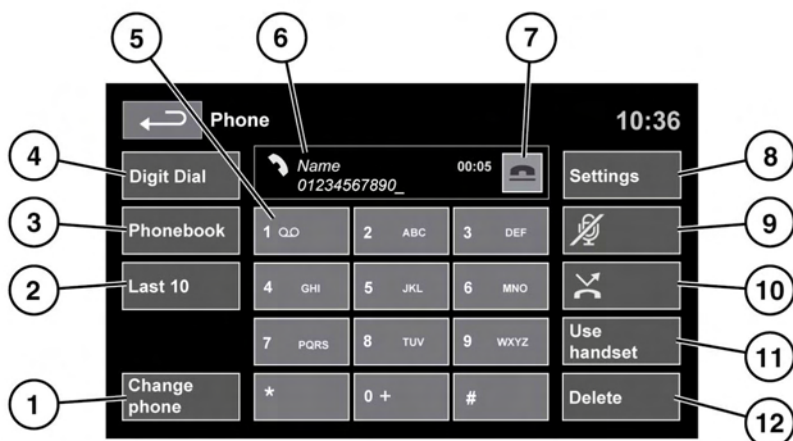 5
6
7
Phone
10:36
4
Digit Dial
Name
00:05
01234567890_
Settings
8
3
Phonebook
1
2 ABC
3 DEF
9
2
Last 10
4 GHI
5 JKL
6 MNO
10
7 PQRS
8 TUV
9 WXYZ
Use
handset
11
1
Change
phone
*
0 +
#
Delete
12